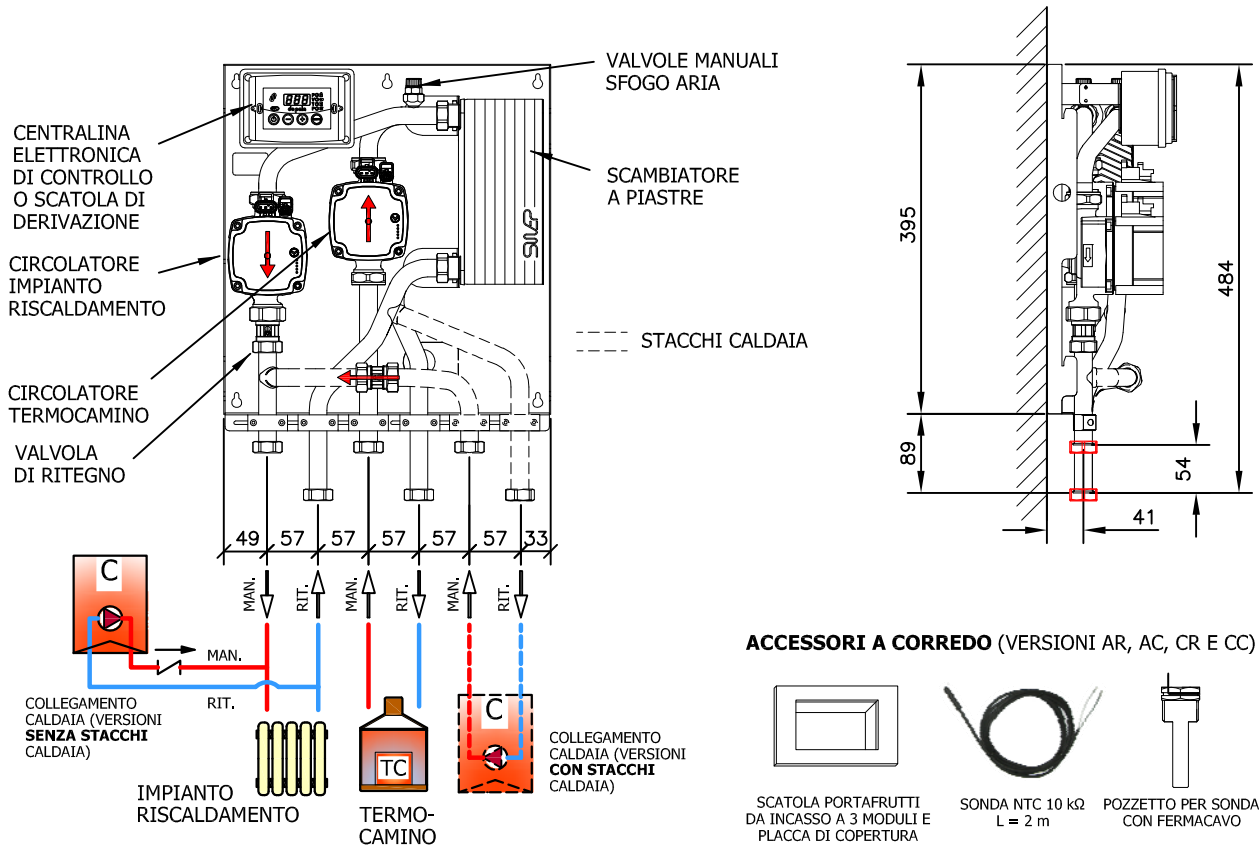 VALVOLE MANUALI
SFOGO ARIA
CENTRALINA
ELETTRONICA
DI CONTROLLO
O SCATOLA DI
DERIVAZIONE
SCAMBIATORE
A PIASTRE
SWEP
CIRCOLATORE
IMPIANTO
RISCALDAMENTO
STACCHI CALDAIA
CIRCOLATORE
TERMOCAMINO
VALVOLA
DI RITEGNO
395
484
89
54
41
49 57 57 57 57 57 33
MAN. RIT. MAN. RIT. MAN. RIT.
C
MAN.
RIT.
COLLEGAMENTO
CALDAIA (VERSIONI
SENZA STACCHI
CALDAIA)
IMPIANTO
RISCALDAMENTO
TC
TERMO-
CAMINO
C
COLLEGAMENTO
CALDAIA (VERSIONI
CON STACCHI
CALDAIA)
ACCESSORI A CORREDO (VERSIONI AR, AC, CR E CC)
SCATOLA PORTAFRUTTI
DA INCASSO A 3 MODULI E
PLACCA DI COPERTURA
SONDA NTC 10 kΩ
L = 2 m
POZZETTO PER SONDA
CON FERMACAVO